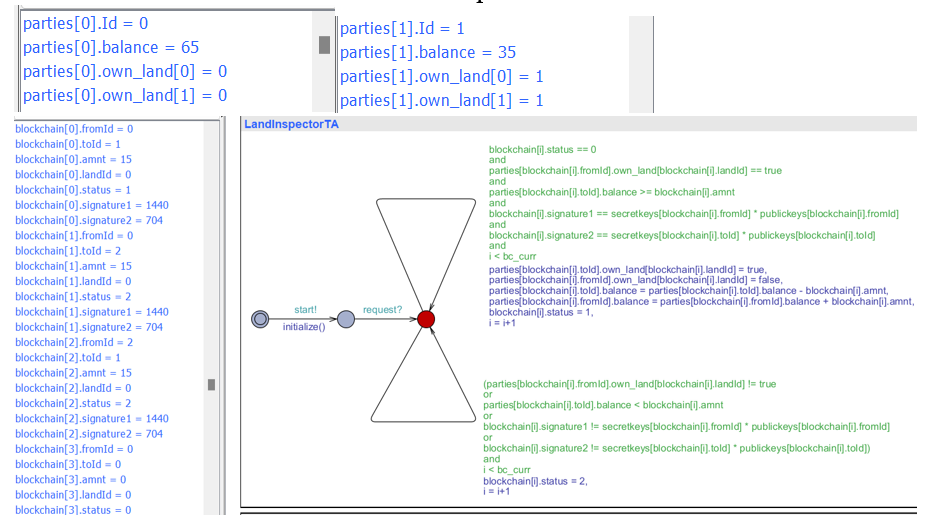 parties[0].Id = 0
parties[0].balance = 65
parties[0].own_land[0] = 0
parties[0].own_land[1] = 0
parties[1].Id = 1
parties[1].balance = 35
parties[1].own_land[0] = 1
parties[1].own_land[1] = 1
blockchain[0].fromId = 0
blockchain[0].toId = 1
blockchain[0].amnt = 15
blockchain[0].landId = 0
blockchain[0].status = 1
blockchain[0].signature1 = 1440
blockchain[0].signature2 = 704
blockchain[1].fromId = 0
blockchain[1].toId = 2
blockchain[1].amnt = 15
blockchain[1].landId = 0
blockchain[1].status = 2
blockchain[1].signature1 = 1440
blockchain[1].signature2 = 704
blockchain[2].fromId = 2
blockchain[2].toId = 1
blockchain[2].amnt = 15
blockchain[2].landId = 0
blockchain[2].status = 2
blockchain[2].signature1 = 1440
blockchain[2].signature2 = 704
blockchain[3].fromId = 0
blockchain[3].toId = 0
blockchain[3].amnt = 0
blockchain[3].landId = 0
blockchain[3].status = 0
LandInspectorTA
blockchain[i].status == 0
and
parties[blockchain[i].fromId].own_land[blockchain[i].landId] == true
and
parties[blockchain[i].toId].balance >= blockchain[i].amnt
and
blockchain[i].signature1 == secretkeys[blockchain[i].fromId] * publickeys[blockchain[i].fromId]
and
blockchain[i].signature2 == secretkeys[blockchain[i].toId] * publickeys[blockchain[i].toId]
and
i < bc_curr
parties[blockchain[i].toId].own_land[blockchain[i].landId] = true,
parties[blockchain[i].fromId].own_land[blockchain[i].landId] = false,
parties[blockchain[i].toId].balance = parties[blockchain[i].toId].balance - blockchain[i].amnt,
parties[blockchain[i].fromId].balance = parties[blockchain[i].fromId].balance + blockchain[i].amnt,
blockchain[i].status = 1,
i = i+1
start!
initialize()
request?
(parties[blockchain[i].fromId].own_land[blockchain[i].landId] != true
or
parties[blockchain[i].toId].balance < blockchain[i].amnt
or
blockchain[i].signature1 != secretkeys[blockchain[i].fromId] * publickeys[blockchain[i].fromId]
or
blockchain[i].signature2 != secretkeys[blockchain[i].toId] * publickeys[blockchain[i].toId])
and
i < bc_curr
blockchain[i].status = 2,
i = i+1